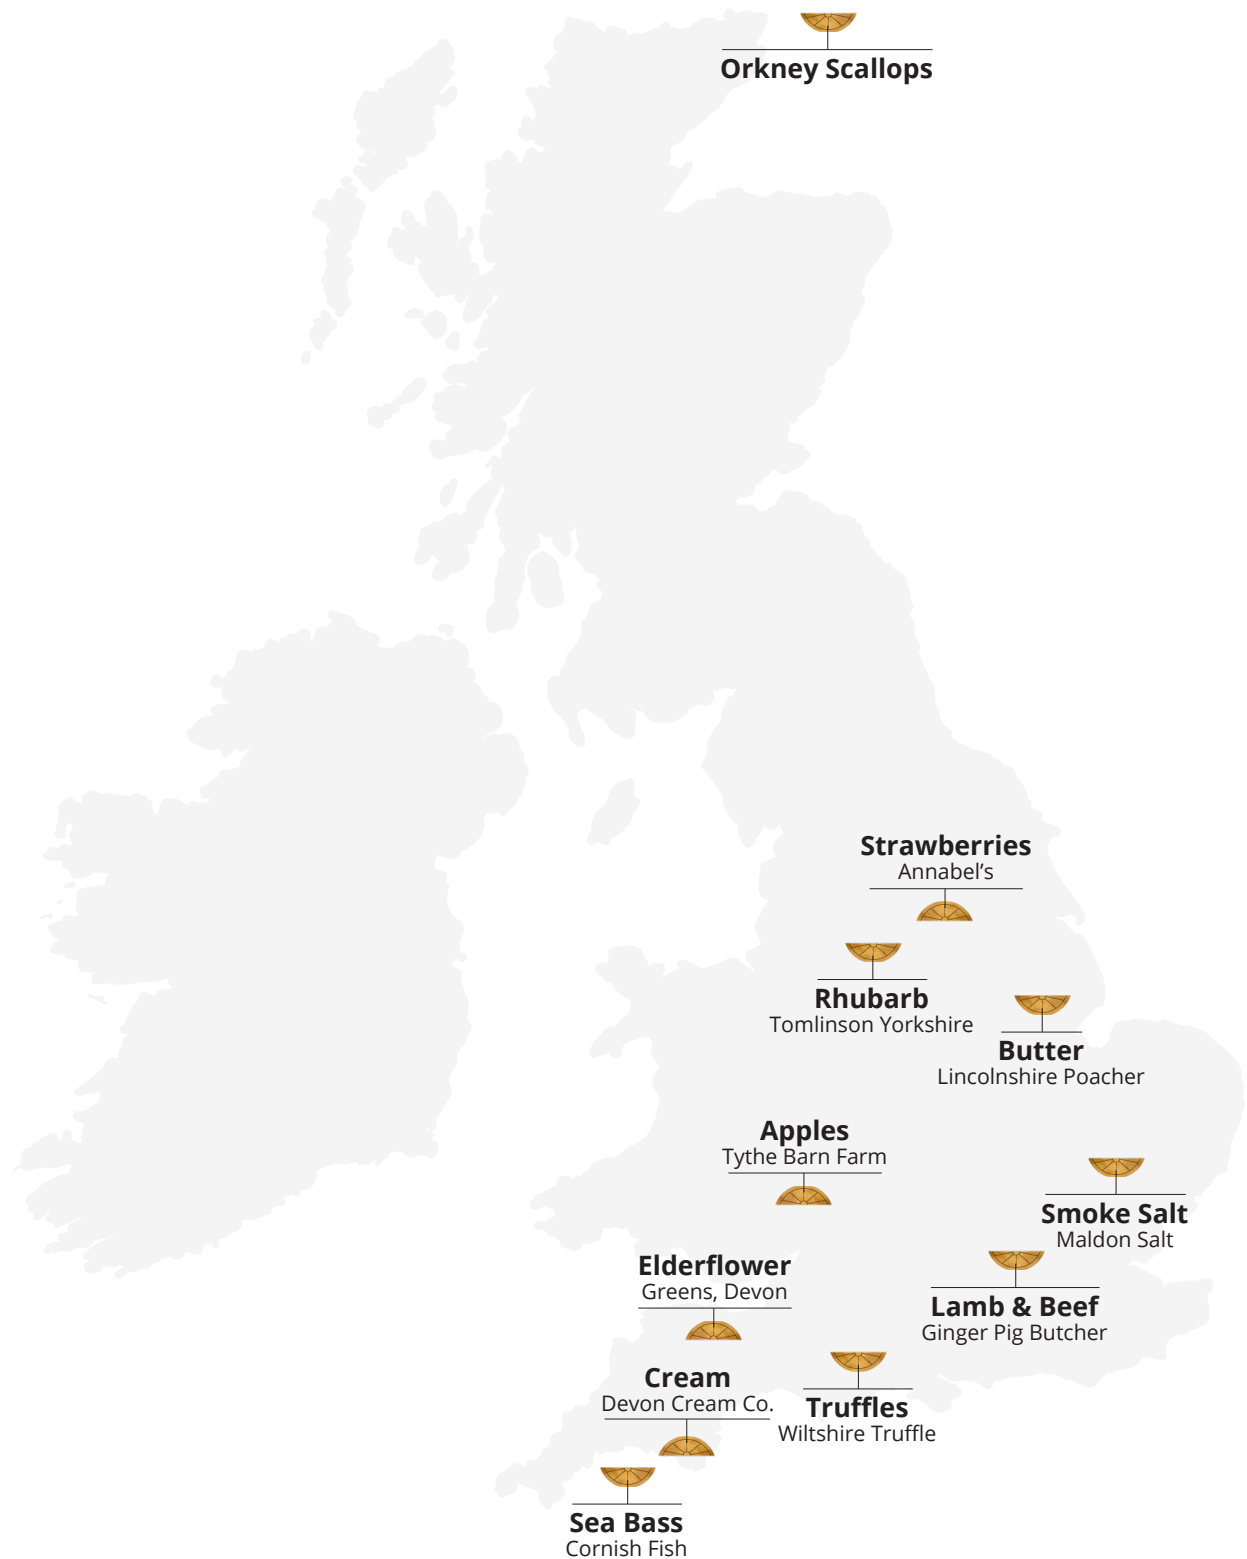 Orkney Scallops
Strawberries
Annabel’s
Rhubarb
Tomlinson Yorkshire
Butter
Lincolnshire Poacher
Apples
Tythe Barn Farm
Smoke Salt
Maldon Salt
Elderflower
Greens, Devon
Lamb & Beef
Ginger Pig Butcher
Cream
Devon Cream Co.
Truffles
Wiltshire Truffle
Sea Bass
Cornish Fish